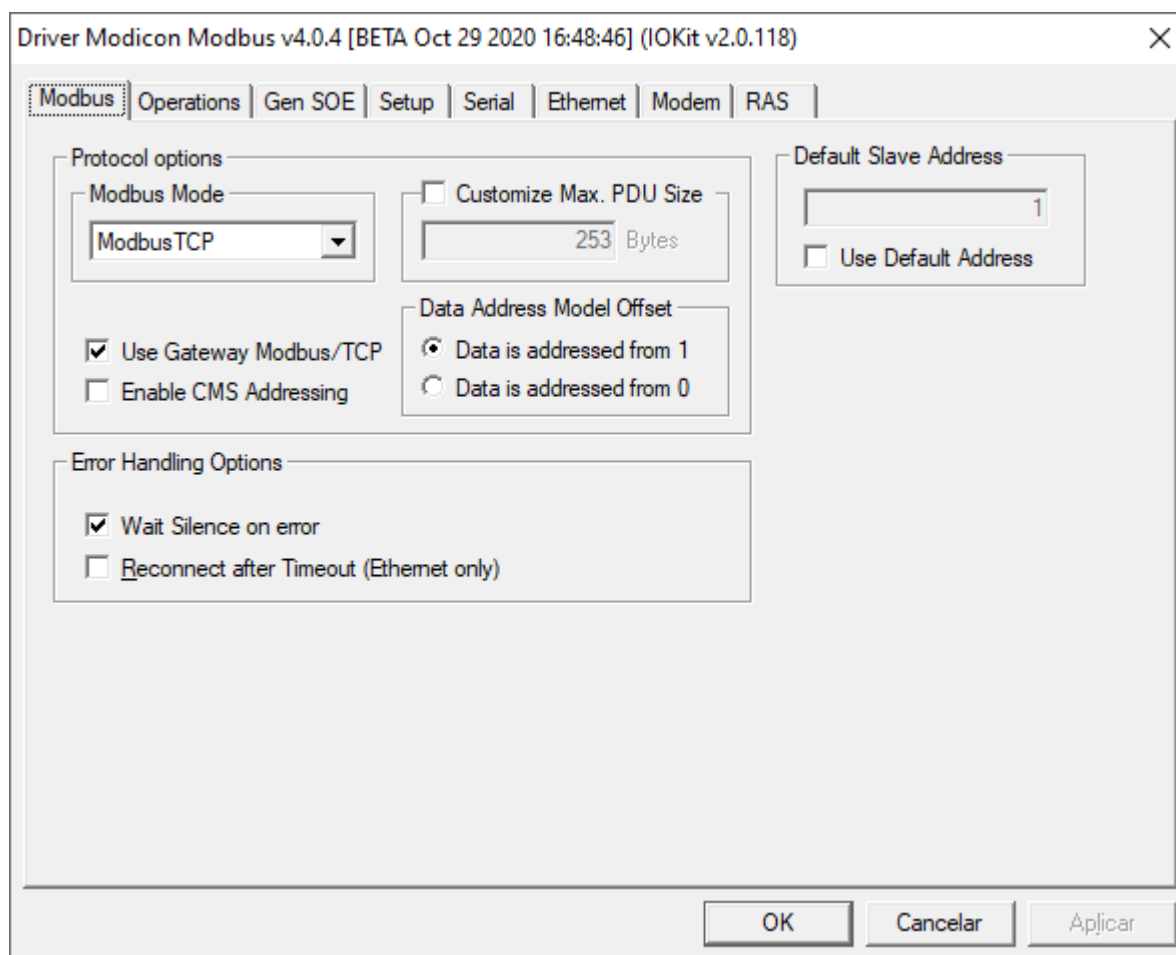 Driver Modicon Modbus v4.0.4 [BETA Oct 29 2020 16:48:46] (IOKit v2.0.118)
Modbus Operations Gen SOE Setup Serial Ethernet Modem RAS
Protocol options
Modbus Mode
ModbusTCP
Customize Max. PDU Size
253 Bytes
Default Slave Address
1
Use Default Address
Use Gateway Modbus/TCP
Enable CMS Addressing
Data Address Model Offset
Data is addressed from 1
Data is addressed from 0
Error Handling Options
Wait Silence on error
Reconnect after Timeout (Ethernet only)
OK Cancelar Aplicar